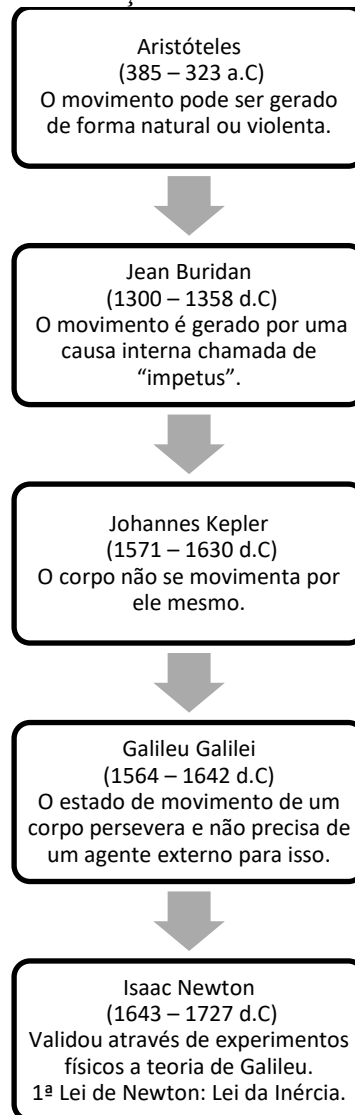 Aristóteles
(385 – 323 a.C)
O movimento pode ser gerado
de forma natural ou violenta.
Jean Buridan
(1300 – 1358 d.C)
O movimento é gerado por uma
causa interna chamada de
“impetus”.
Johannes Kepler
(1571 – 1630 d.C)
O corpo não se movimenta por
ele mesmo.
Galileu Galilei
(1564 – 1642 d.C)
O estado de movimento de um
corpo persevera e não precisa de
um agente externo para isso.
Isaac Newton
(1643 – 1727 d.C)
Validou através de experimentos
físicos a teoria de Galileu.
1ª Lei de Newton: Lei da Inércia.